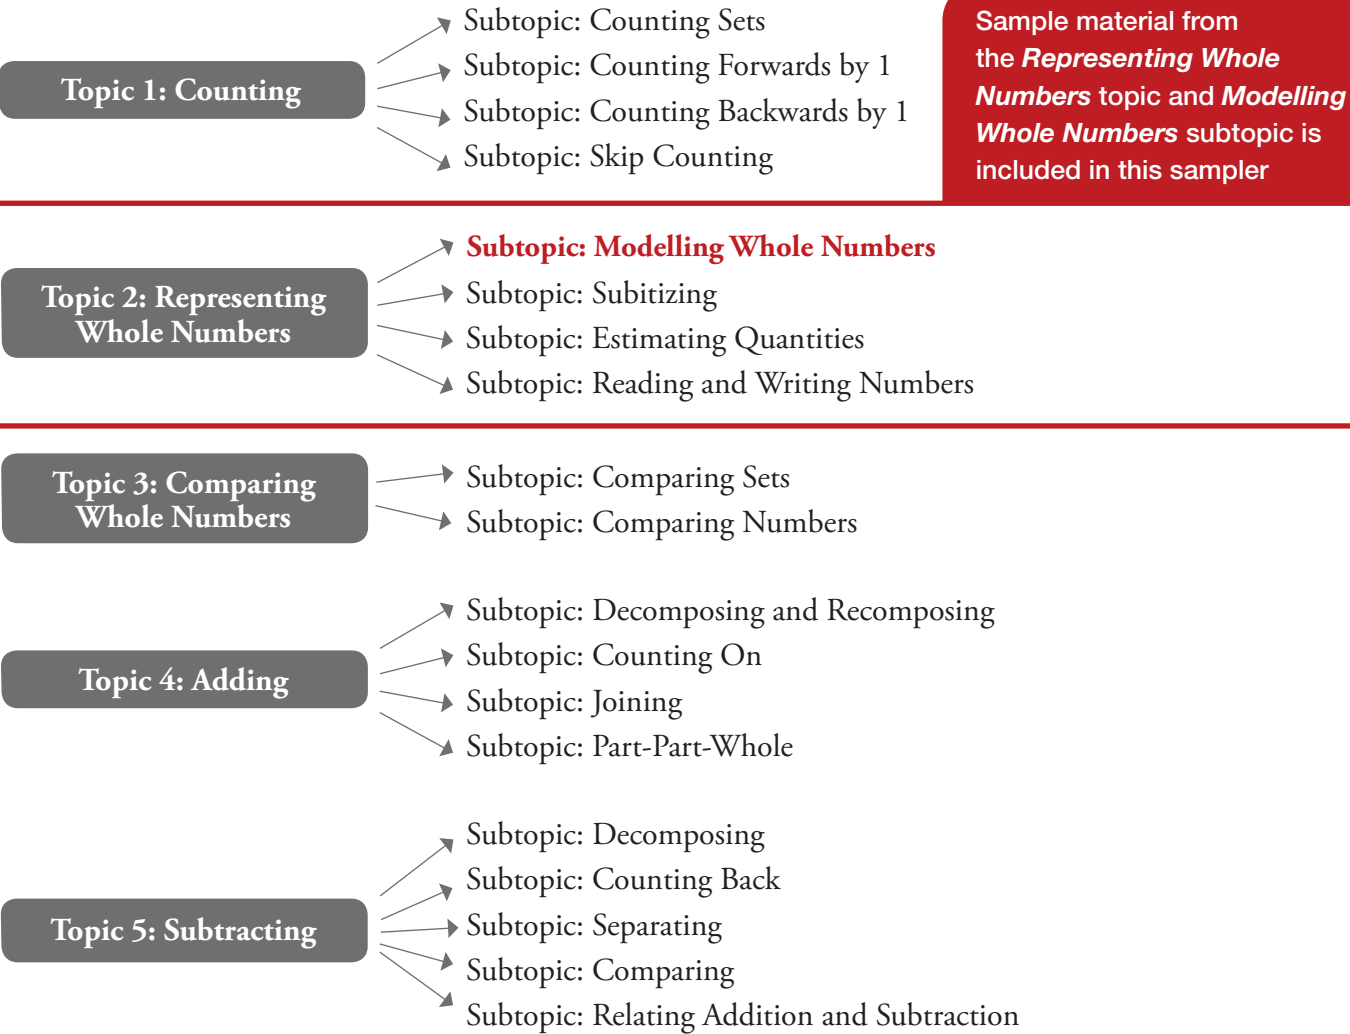 Topic 1: Counting
Subtopic: Counting Sets
Subtopic: Counting Forwards by 1
Subtopic: Counting Backwards by 1
Subtopic: Skip Counting
Sample material from
the Representing Whole
Numbers topic and Modelling
Whole Numbers subtopic is
included in this sampler
Topic 2: Representing
Whole Numbers
Subtopic: Modelling Whole Numbers
Subtopic: Subitizing
Subtopic: Estimating Quantities
Subtopic: Reading and Writing Numbers
Topic 3: Comparing
Whole Numbers
Subtopic: Comparing Sets
Subtopic: Comparing Numbers
Topic 4: Adding
Subtopic: Decomposing and Recomposing
Subtopic: Counting On
Subtopic: Joining
Subtopic: Part-Part-Whole
Topic 5: Subtracting
Subtopic: Decomposing
Subtopic: Counting Back
Subtopic: Separating
Subtopic: Comparing
Subtopic: Relating Addition and Subtraction